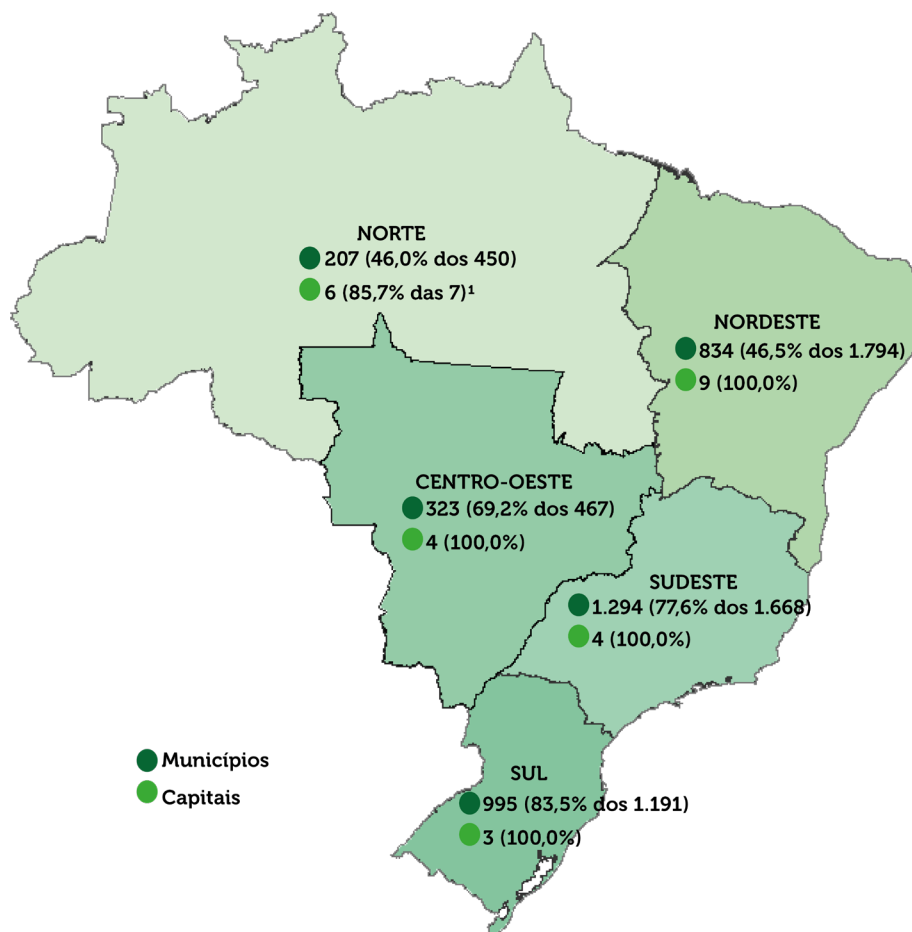 NORTE
207 (46,0% dos 450)
6 (85,7% das 7)¹
NORDESTE
834 (46,5% dos 1.794)
9 (100,0%)
CENTRO-OESTE
323 (69,2% dos 467)
4 (100,0%)
SUDESTE
1.294 (77,6% dos 1.668)
4 (100,0%)
Municípios
Capitais
SUL
995 (83,5% dos 1.191)
3 (100,0%)